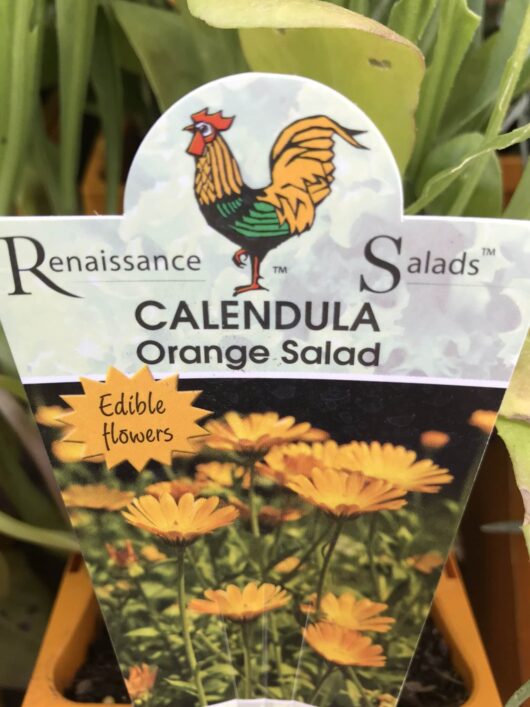 Renaissance ™ Salads™
CALENDULA
Orange Salad
Edible
flowers